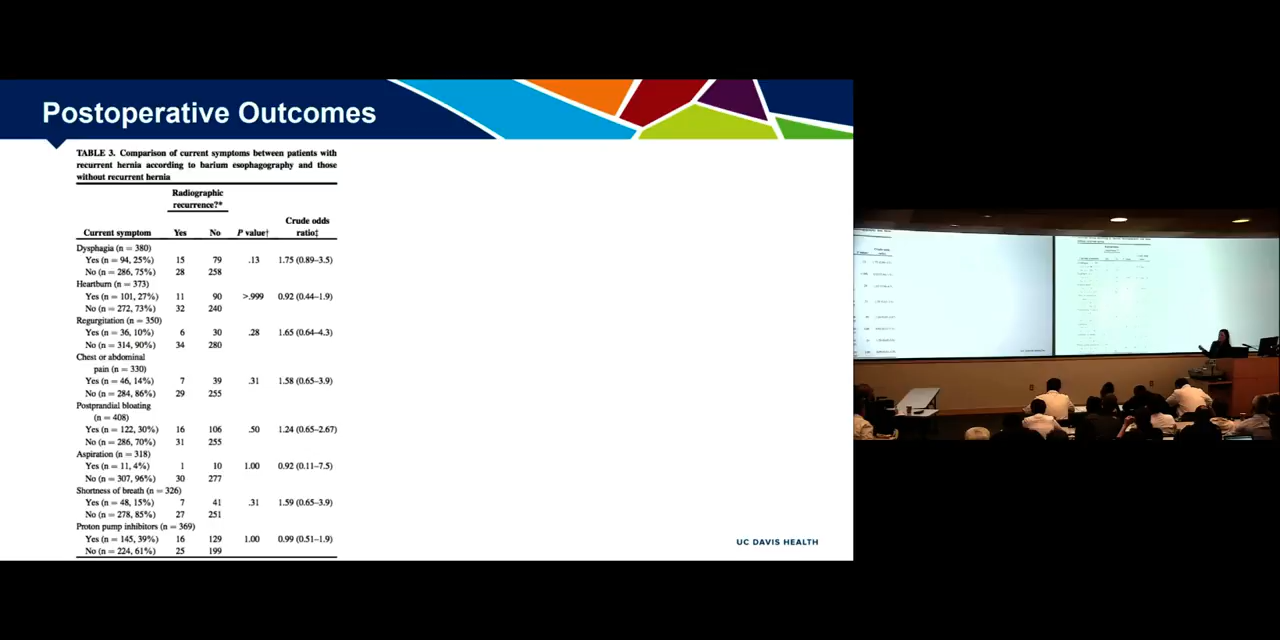 Postoperative Outcomes
TABLE 3. Comparison of current symptoms between patients with
recurrent hernia according to barium esophagography and those
without recurrent hernia
Radiographic
recurrence?*
Crude odds
Current symptom Yes No P value† ratio‡
Dysphagia (n = 380)
Yes (n = 94, 25%) 15 79 .13 1.75 (0.89–3.5)
No (n = 286, 75%) 28 258
Heartburn (n = 373)
Yes (n = 101, 27%) 11 90 >.999 0.92 (0.44–1.9)
No (n = 272, 73%) 32 240
Regurgitation (n = 350)
Yes (n = 36, 10%) 6 30 .28 1.65 (0.64–4.3)
No (n = 314, 90%) 34 280
Chest or abdominal
pain (n = 330)
Yes (n = 46, 14%) 7 39 .31 1.58 (0.65–3.9)
No (n = 284, 86%) 29 255
Postprandial bloating
(n = 408)
Yes (n = 122, 30%) 16 106 .50 1.24 (0.65–2.67)
No (n = 286, 70%) 31 255
Aspiration (n = 318)
Yes (n = 11, 4%) 1 10 1.00 0.92 (0.11–7.5)
No (n = 307, 96%) 30 277
Shortness of breath (n = 326)
Yes (n = 48, 15%) 7 41 .31 1.59 (0.65–3.9)
No (n = 278, 85%) 27 251
Proton pump inhibitors (n = 369)
Yes (n = 145, 39%) 16 129 1.00 0.99 (0.51–1.9)
No (n = 224, 61%) 25 199
UC DAVIS HEALTH